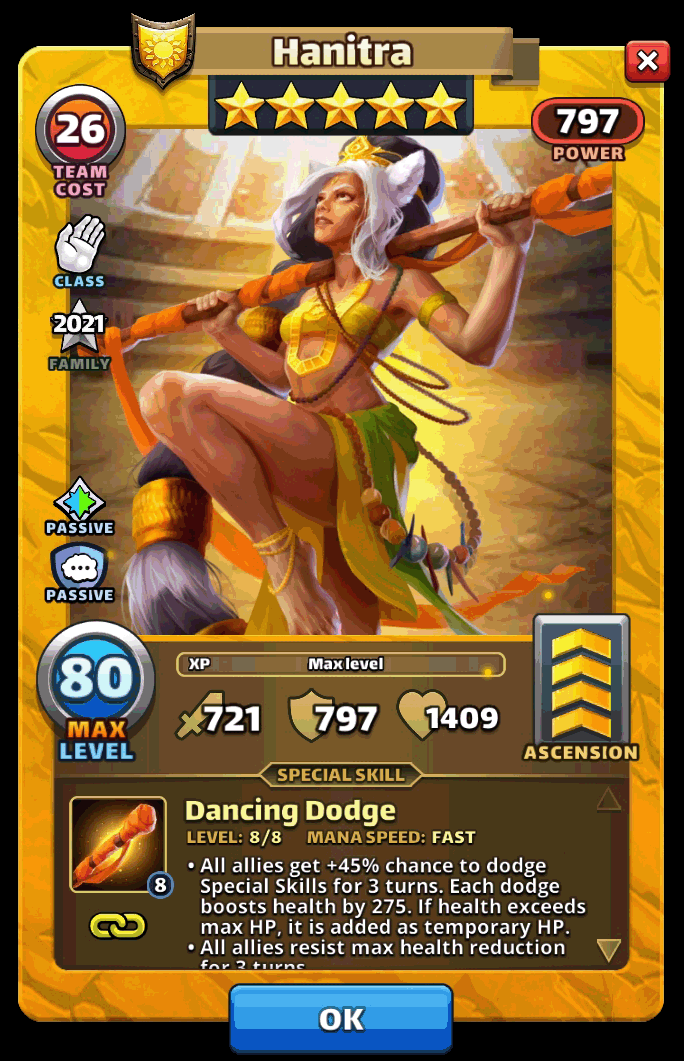 Hanitra
26
TEAM
COST
797
POWER
CLASS
2021
FAMILY
PASSIVE
PASSIVE
80
MAX
LEVEL
XP Max level
721 797 1409
ASCENSION
SPECIAL SKILL
Dancing Dodge
LEVEL: 8/8 MANA SPEED: FAST
8
• All allies get +45% chance to dodge
Special Skills for 3 turns. Each dodge
boosts health by 275. If health exceeds
max HP, it is added as temporary HP.
• All allies resist max health reduction
for 3 turns
OK